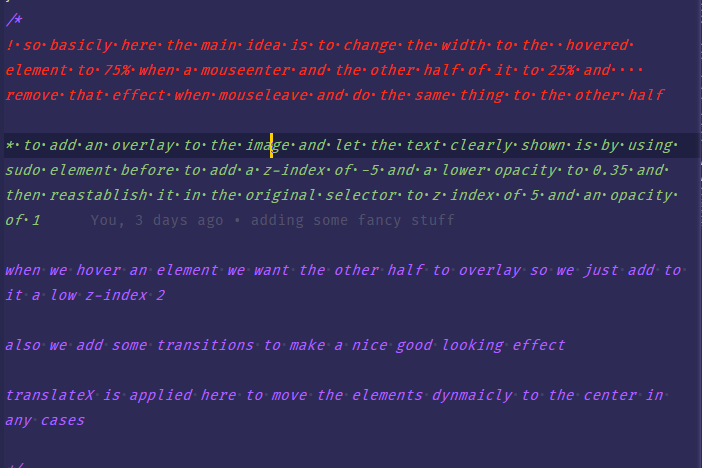 /*
! so basicly here the main idea is to change the width to the  hovered
element to 75% when a mouseenter and the other half of it to 25% and
remove that effect when mouseleave and do the same thing to the other half
* to add an overlay to the image and let the text clearly shown is by using
sudo element before to add a z-index of -5 and a lower opacity to 0.35 and
then reastablish it in the original selector to z index of 5 and an opacity
of 1 You, 3 days ago • adding some fancy stuff
when we hover an element we want the other half to overlay so we just add to
it a low z-index 2
also we add some transitions to make a nice good looking effect
translateX is applied here to move the elements dynmaicly to the center in
any cases